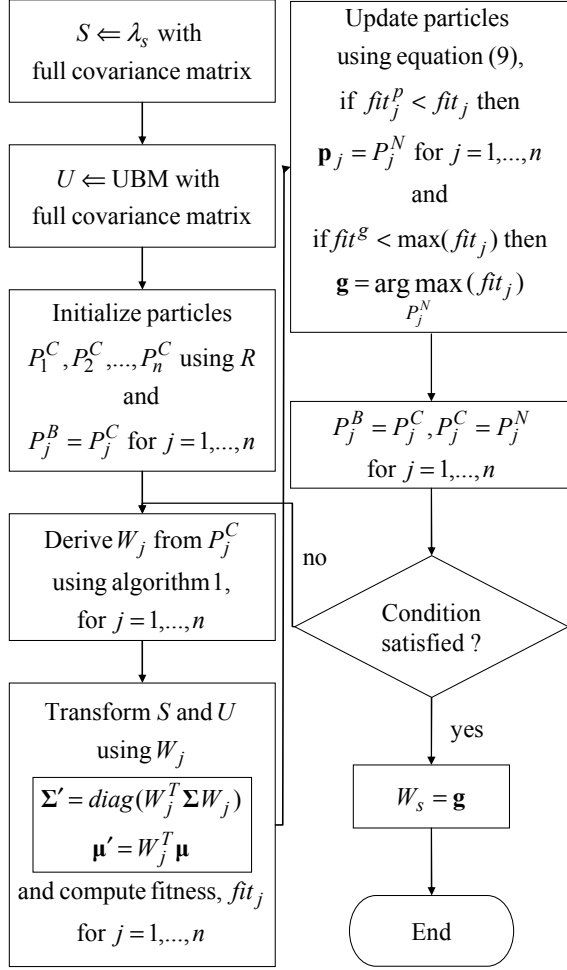 S ⇐ λ_s with
full covariance matrix
U ⇐ UBM with
full covariance matrix
Initialize particles
P_1^C, P_2^C,..., P_n^C using R
and
P_j^B = P_j^C for j = 1,...,n
Derive W_j from P_j^C
using algorithm 1,
for j = 1,...,n
Transform S and U
using W_j
Σ′ = diag(W_j^T Σ W_j)
μ′ = W_j^T μ
and compute fitness, fit_j
for j = 1,...,n
Update particles
using equation (9),
if fit_j^p < fit_j then
p_j = P_j^N for j = 1,...,n
and
if fit^g < max(fit_j) then
g = arg max(fit_j)
P_j^N
P_j^B = P_j^C, P_j^C = P_j^N
for j = 1,...,n
no
Condition
satisfied ?
yes
W_s = g
End